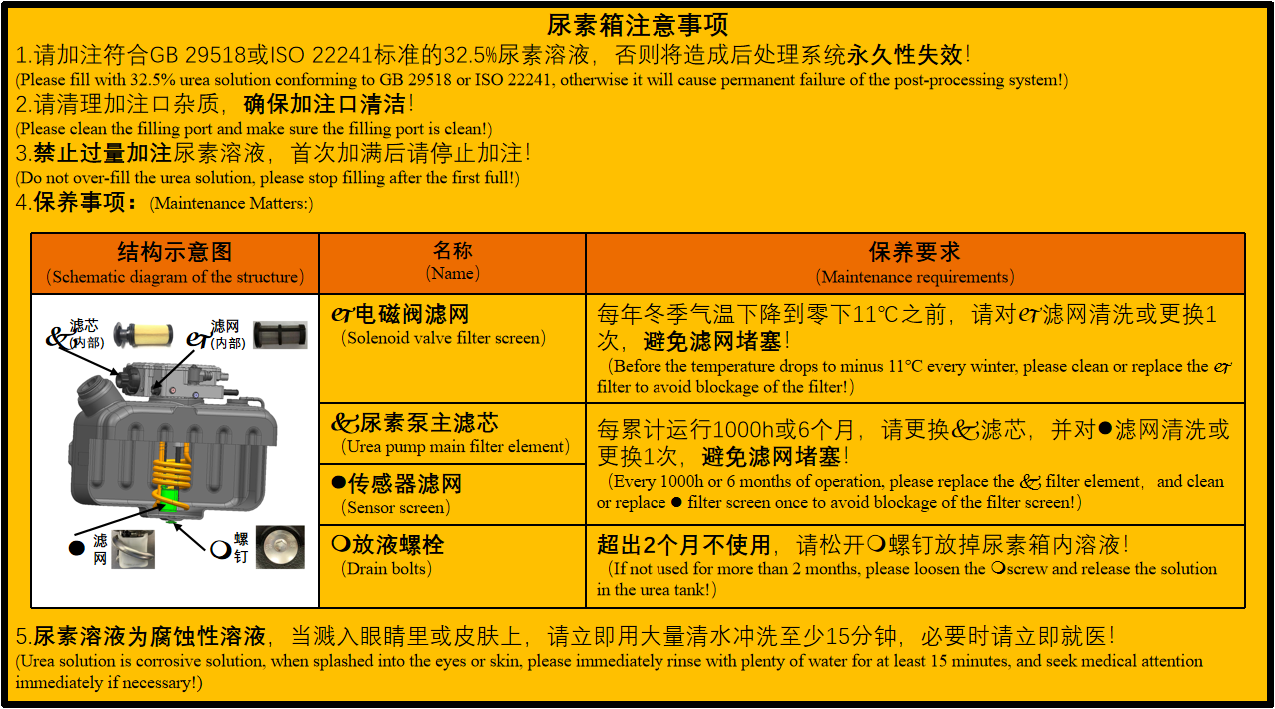 尿素箱注意事项
1.请加注符合GB 29518或ISO 22241标准的32.5%尿素溶液，否则将造成后处理系统永久性失效！
(Please fill with 32.5% urea solution conforming to GB 29518 or ISO 22241, otherwise it will cause permanent failure of the post-processing system!)
2.请清理加注口杂质，确保加注口清洁！
(Please clean the filling port and make sure the filling port is clean!)
3.禁止过量加注尿素溶液，首次加满后请停止加注！
(Do not over-fill the urea solution, please stop filling after the first full!)
4.保养事项：(Maintenance Matters:)
结构示意图
（Schematic diagram of the structure）
名称
（Name）
保养要求
（Maintenance requirements）
🙵滤芯
(内部)
🙰滤网
(内部)
●滤
网
❍螺
钉
🙰电磁阀滤网
（Solenoid valve filter screen）
每年冬季气温下降到零下11℃之前，请对🙰滤网清洗或更换1
次，避免滤网堵塞！
（Before the temperature drops to minus 11℃ every winter, please clean or replace the 🙰
filter to avoid blockage of the filter!）
🙵尿素泵主滤芯
（Urea pump main filter element）
●传感器滤网
（Sensor screen）
每累计运行1000h或6个月，请更换🙵滤芯，并对●滤网清洗或
更换1次，避免滤网堵塞！
（Every 1000h or 6 months of operation, please replace the 🙵 filter element，and clean
or replace ● filter screen once to avoid blockage of the filter screen!）
❍放液螺栓
（Drain bolts）
超出2个月不使用，请松开❍螺钉放掉尿素箱内溶液！
（If not used for more than 2 months, please loosen the ❍screw and release the solution
in the urea tank!）
5.尿素溶液为腐蚀性溶液，当溅入眼睛里或皮肤上，请立即用大量清水冲洗至少15分钟，必要时请立即就医！
(Urea solution is corrosive solution, when splashed into the eyes or skin, please immediately rinse with plenty of water for at least 15 minutes, and seek medical attention
immediately if necessary!)